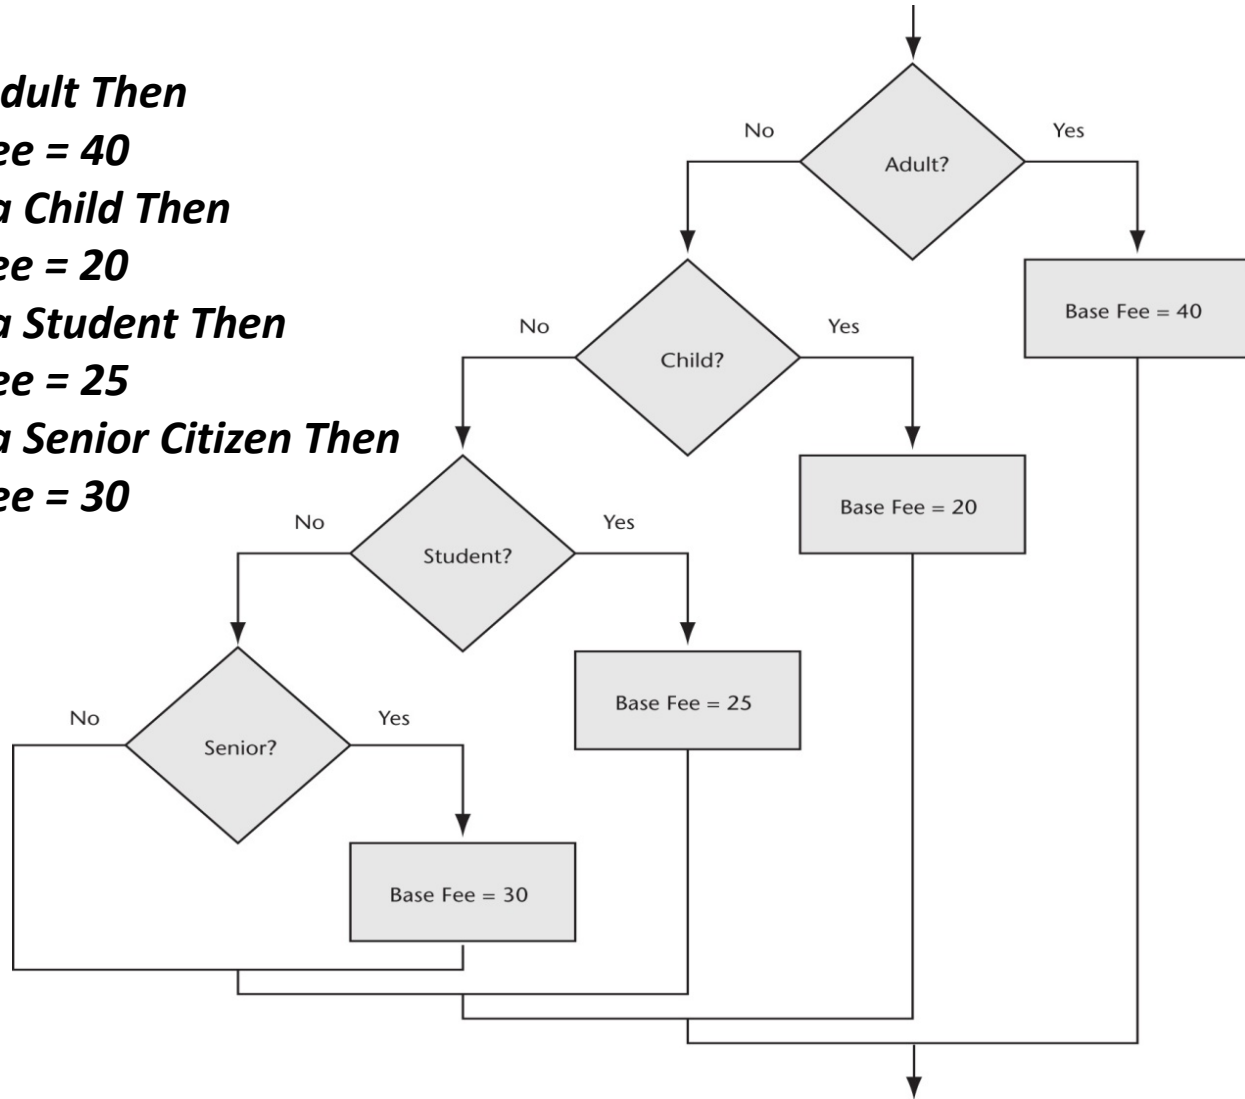 dult Then
ee = 40
a Child Then
ee = 20
a Student Then
ee = 25
a Senior Citizen Then
ee = 30
No
Yes
Adult?
Base Fee = 40
No
Yes
Child?
Base Fee = 20
No
Yes
Student?
Base Fee = 25
No
Yes
Senior?
Base Fee = 30